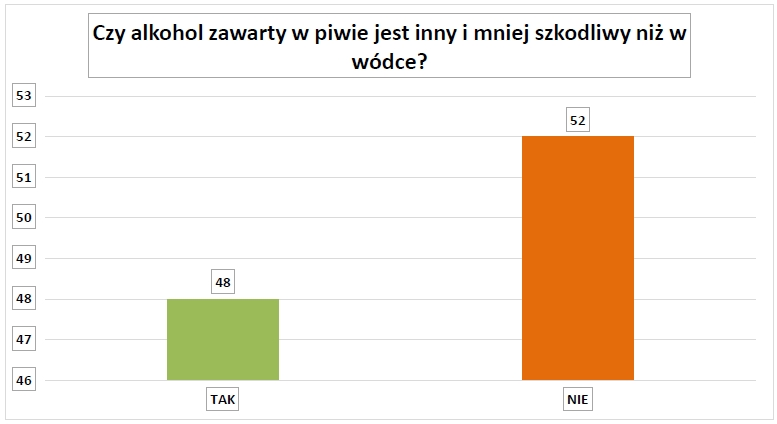 Czy alkohol zawarty w piwie jest inny i mniej szkodliwy niż w
wódce?
53
52
51
50
49
48
47
46
48
52
TAK
NIE